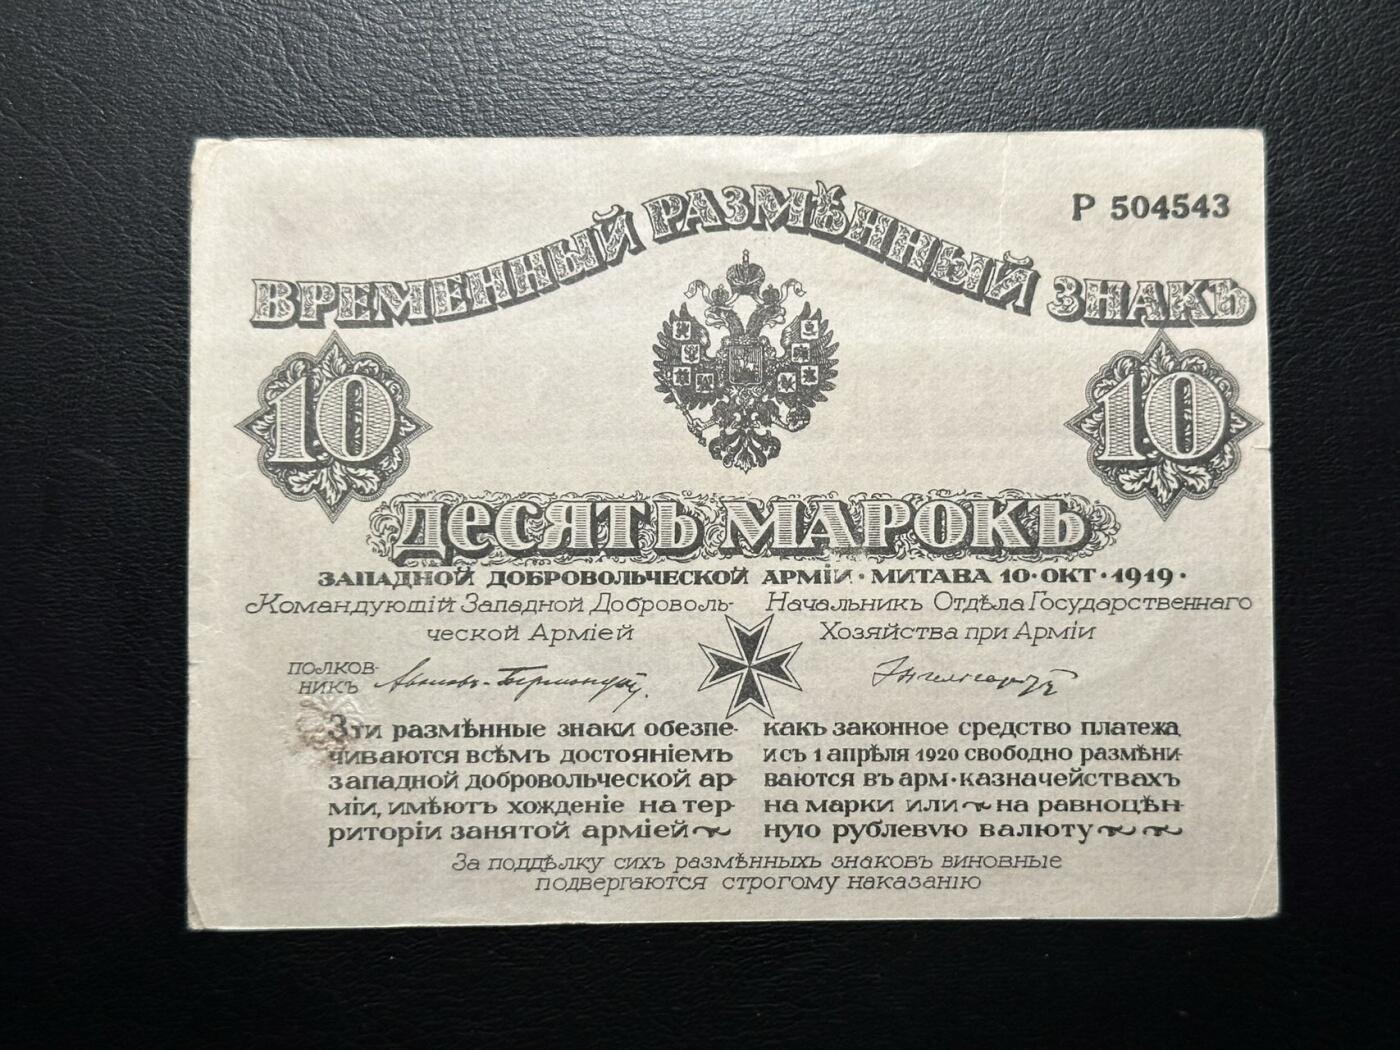 Р 504543
ВРЕМЕННЫЙ РАЗМѢННЫЙ ЗНАКЪ
10 10
ДЕСЯТЬ МАРОКЪ
ЗАПАДНОЙ ДОБРОВОЛЬЧЕСКОЙ АРМІИ · МИТАВА 10 · ОКТ · 1919 ·
Командующій Западной Доброволь-
ческой Арміей
Начальникъ Отдѣла Государственнаго
Хозяйства при Арміи
ПОЛКОВ-
НИКЪ Аваловъ-Бермондтъ.
Эти размѣнные знаки обезпе-
чиваются всѣмъ достояніемъ
западной добровольческой ар-
міи, имѣютъ хожденіе на тер-
риторіи занятой арміей
какъ законное средство платежа
и съ 1 апрѣля 1920 свободно размѣни-
ваются въ арм·казначействахъ
на марки или на равноцѣн-
ную рублевую валюту
За поддѣлку сихъ размѣнныхъ знаковъ виновные
подвергаются строгому наказанію